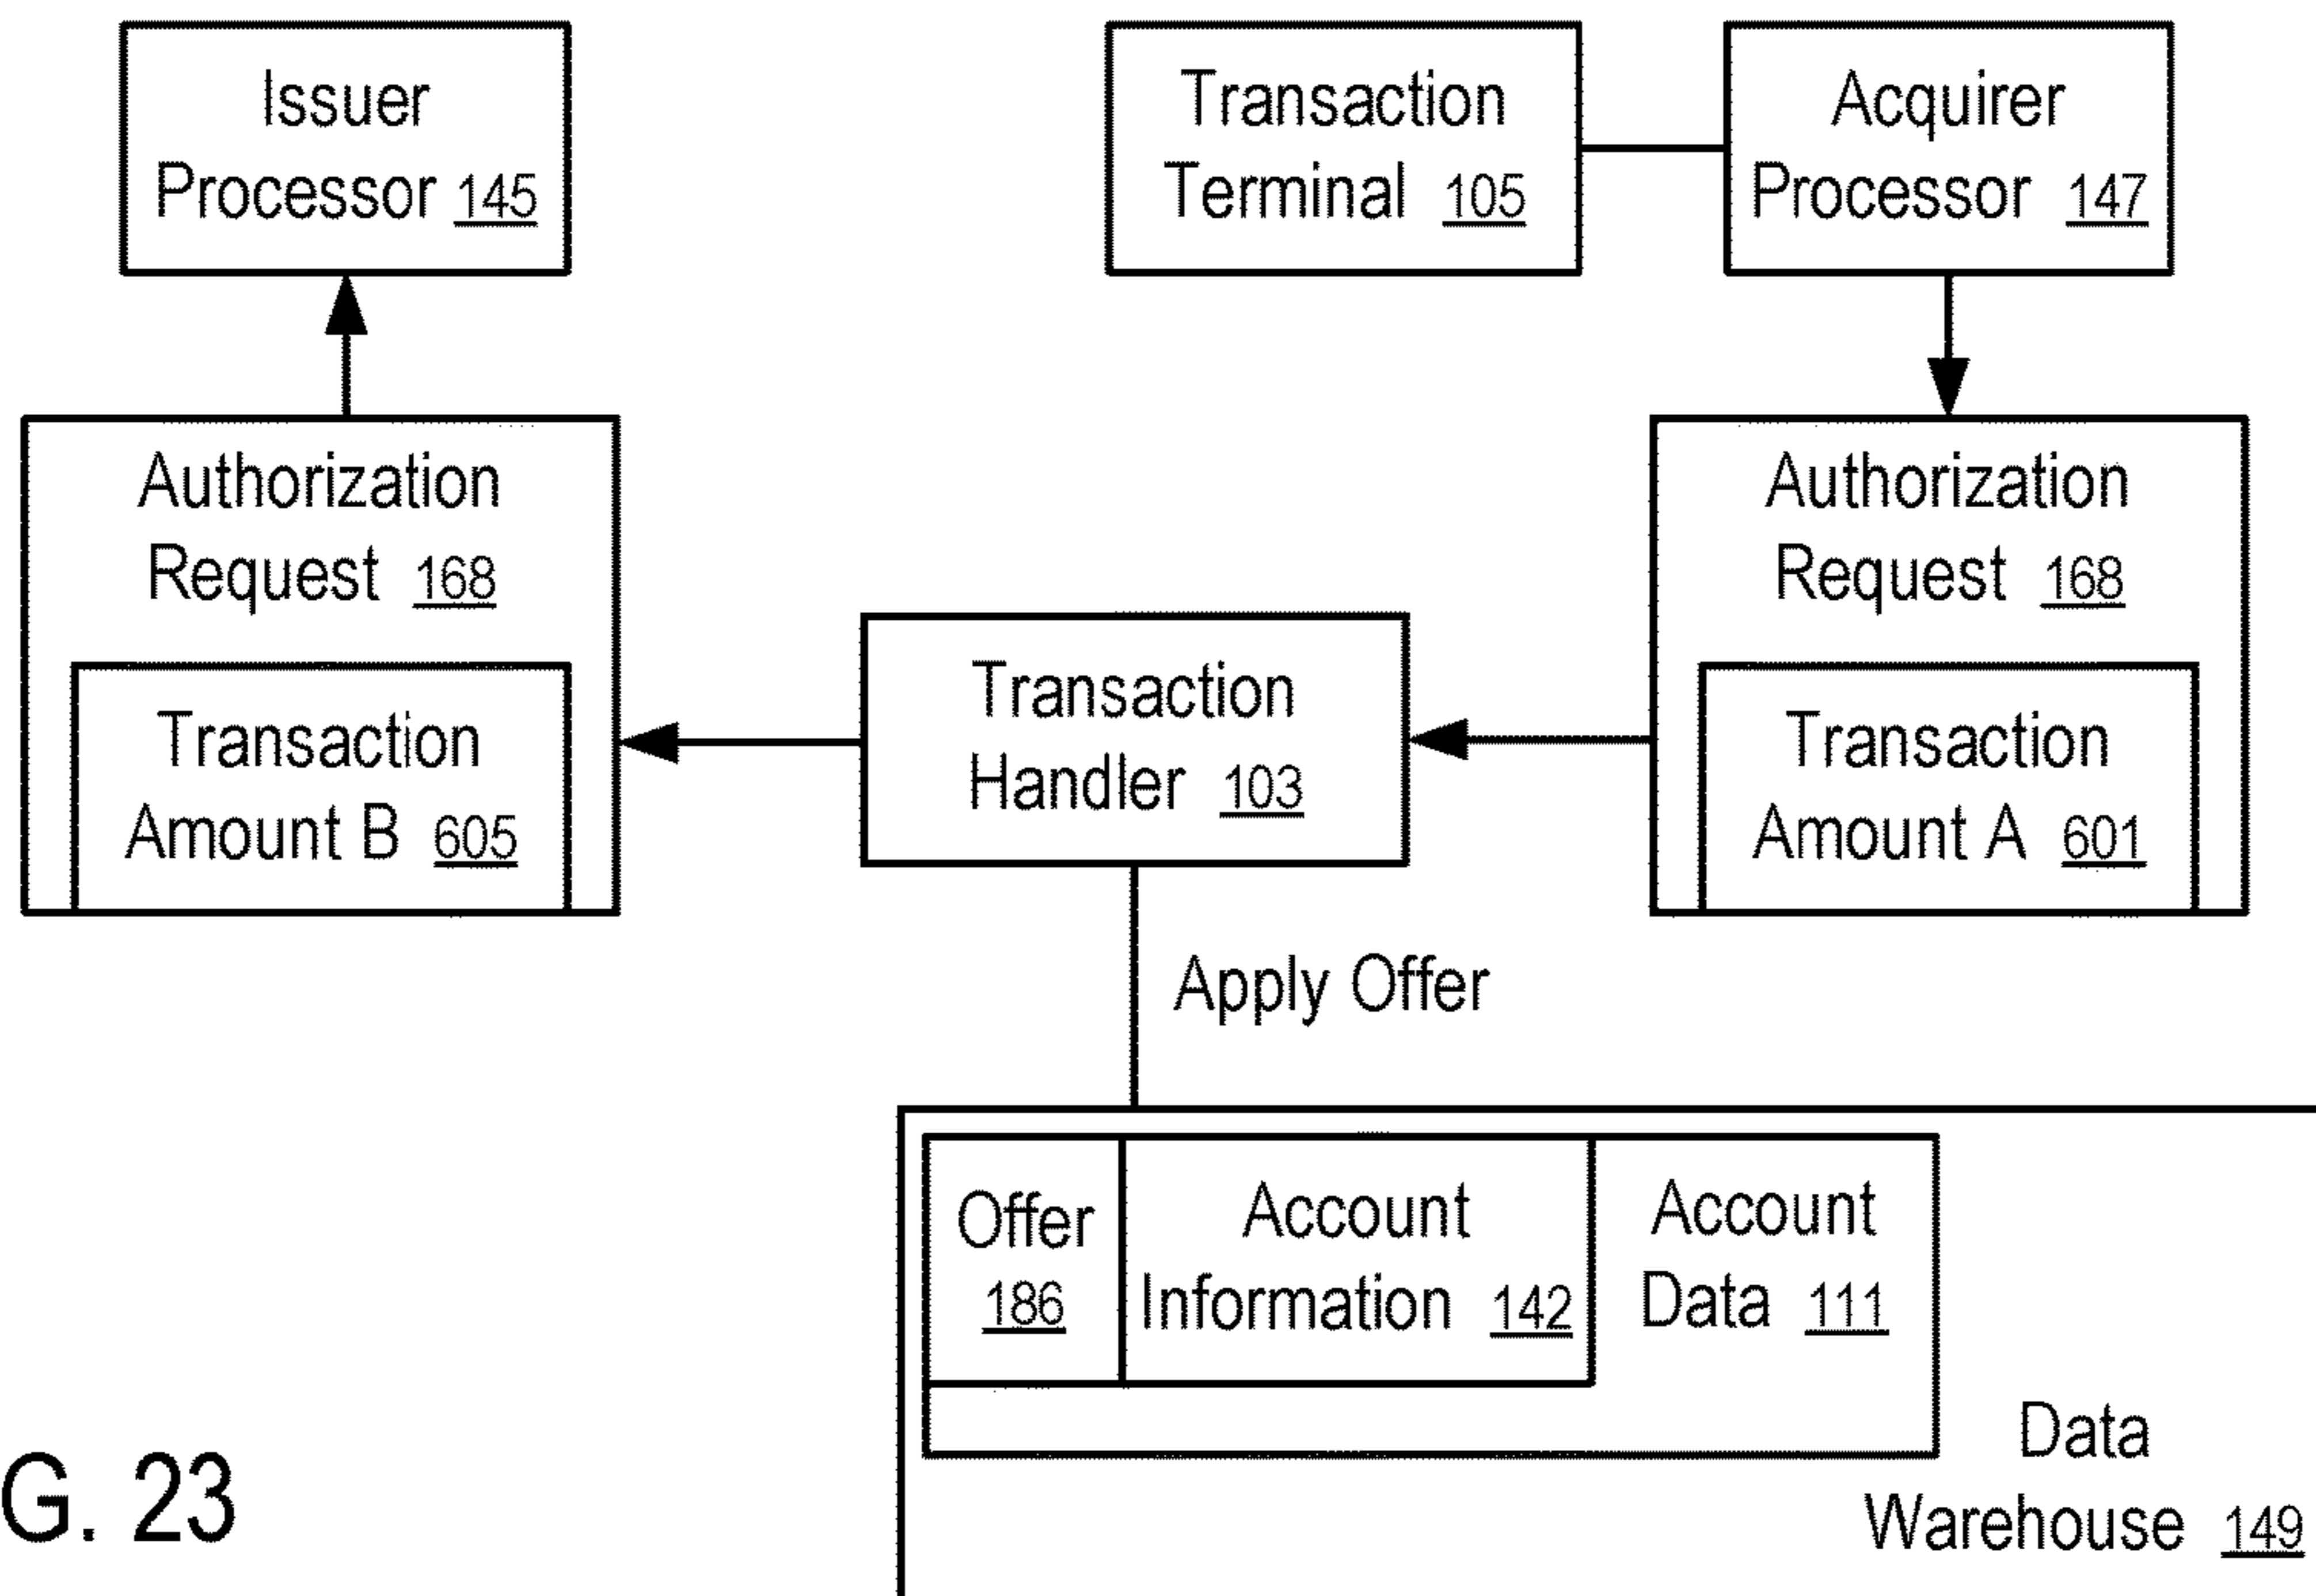 Issuer
Processor 145
Transaction
Terminal 105
Acquirer
Processor 147
Authorization
Request 168
Transaction
Amount B 605
Transaction
Handler 103
Authorization
Request 168
Transaction
Amount A 601
Apply Offer
Offer
186
Account
Information 142
Account
Data 111
Data
Warehouse 149
G. 23